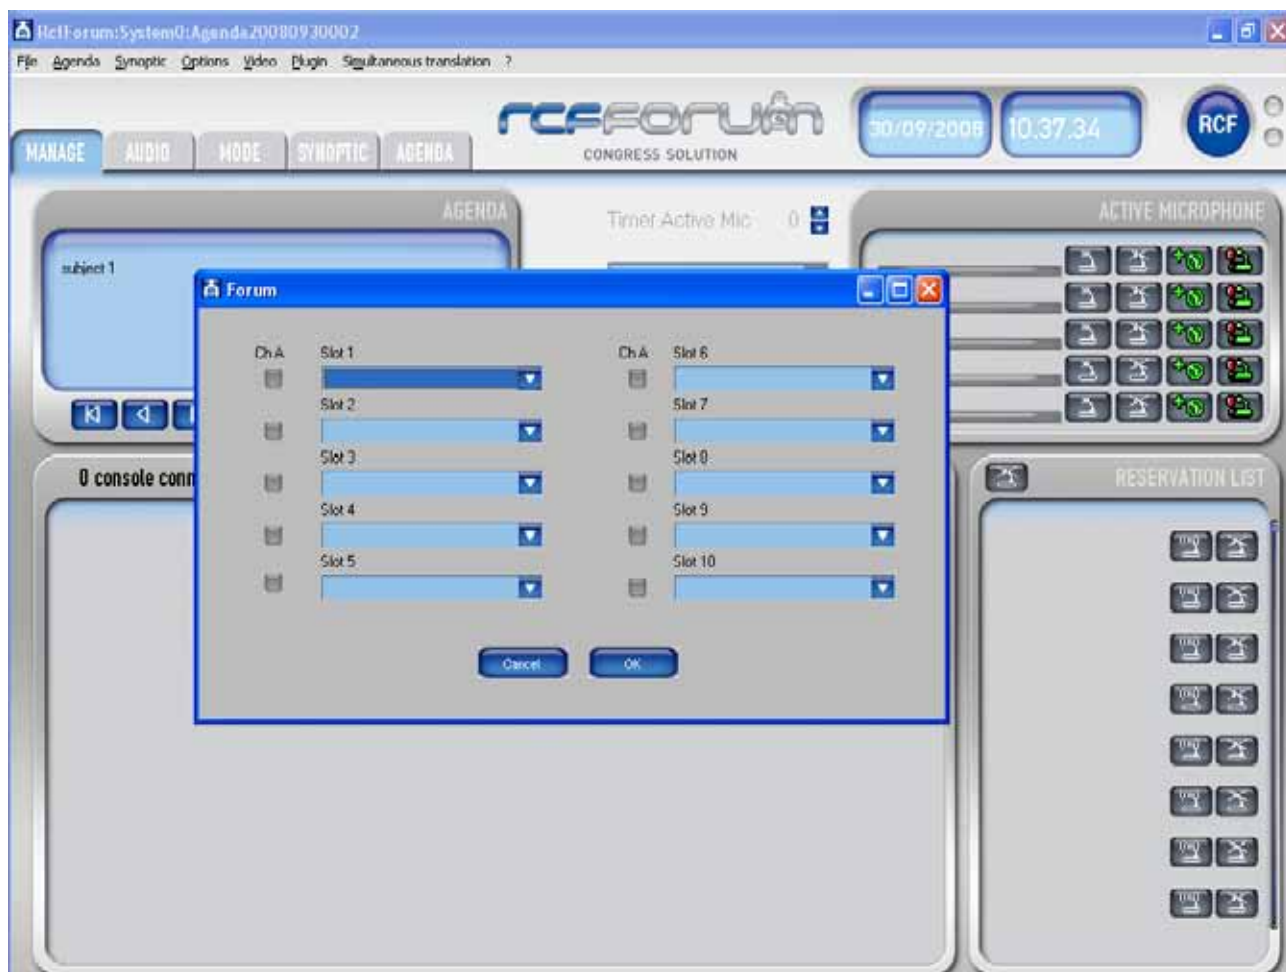 RcfForum:System0:Agenda20080930002
File Agenda Synoptic Options Video Plugin Simultaneous translation ?
RCF FORUM
CONGRESS SOLUTION
30/09/2008
10.37.34
RCF
MANAGE AUDIO MODE SYNOPTIC AGENDA
AGENDA
Timer Active Mic 0
ACTIVE MICROPHONE
subject 1
Forum
Ch A Slot 1
Slot 2
Slot 3
Slot 4
Slot 5
Ch A Slot 6
Slot 7
Slot 8
Slot 9
Slot 10
Cancel OK
0 console conn
RESERVATION LIST